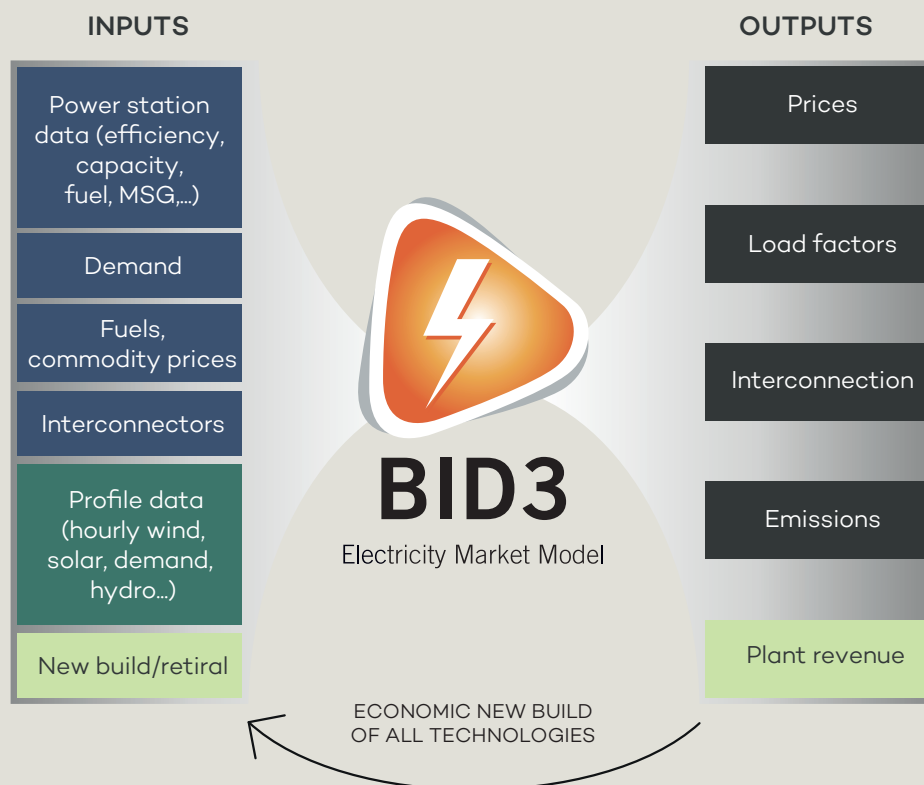 INPUTS
Power station
data (efficiency,
capacity,
fuel, MSG,...)
Demand
Fuels,
commodity prices
Interconnectors
Profile data
(hourly wind,
solar, demand,
hydro...)
New build/retiral
BID3
Electricity Market Model
ECONOMIC NEW BUILD
OF ALL TECHNOLOGIES
OUTPUTS
Prices
Load factors
Interconnection
Emissions
Plant revenue